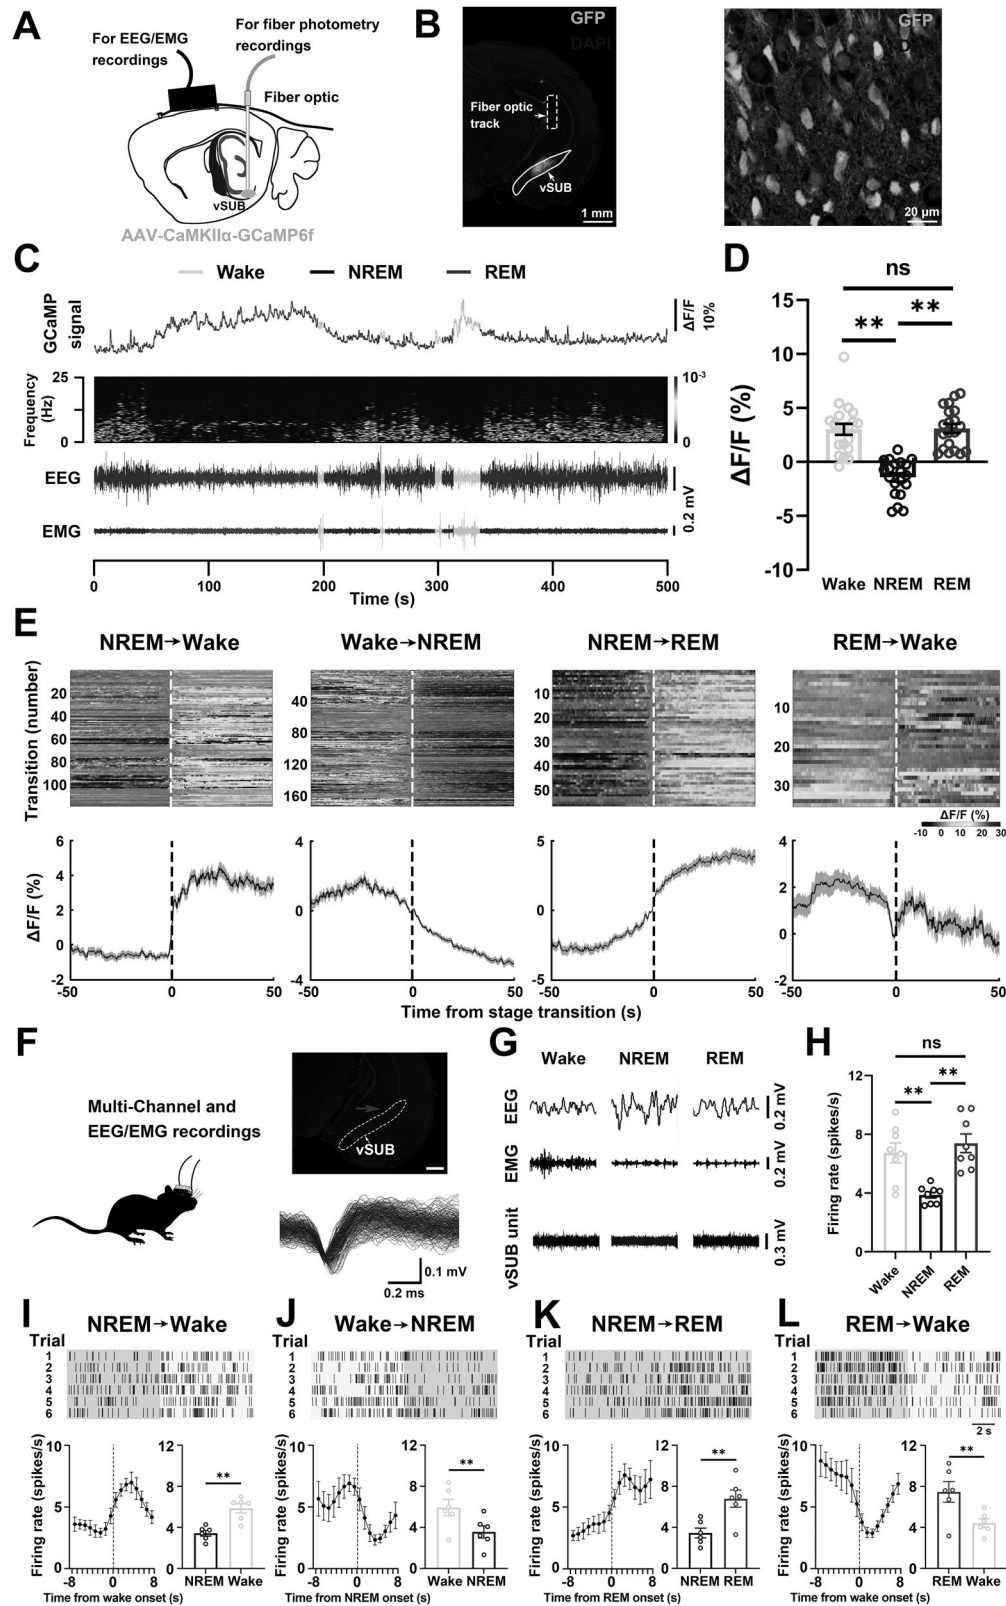 A
For EEG/EMG
recordings
For fiber photometry
recordings
Fiber optic
vSUB
AAV-CaMKIIα-GCaMP6f
B
GFP
DAPI
Fiber optic
track
vSUB
1 mm
GFP
20 μm
C
Wake
NREM
REM
GCaMP
signal
ΔF/F
10%
Frequency
(Hz)
25
0
10-3
0
EEG
EMG
0.2 mV
0 100 200 300 400 500
Time (s)
D
ns
** **
ΔF/F (%)
15
10
5
0
-5
-10
Wake NREM REM
E
NREM→Wake
Wake→NREM
NREM→REM
REM→Wake
Transition (number)
20
40
60
80
100
40
80
120
160
10
20
30
40
50
10
20
30
ΔF/F (%)
-10 0 10 20 30
ΔF/F (%)
6
4
2
0
-2
-50 0 50
4
0
-4
-50 0 50
5
0
-5
-50 0 50
4
2
0
-2
-50 0 50
Time from stage transition (s)
F
Multi-Channel and
EEG/EMG recordings
vSUB
0.1 mV
0.2 ms
G
Wake NREM REM
EEG
0.2 mV
EMG
0.2 mV
vSUB unit
0.3 mV
H
ns
** **
Firing rate (spikes/s)
12
8
4
0
Wake
NREM
REM
I
NREM→Wake
Trial
1
2
3
4
5
6
Firing rate (spikes/s)
10
5
0
-8 0 8
Time from wake onset (s)
12
8
4
0
**
NREM Wake
J
Wake→NREM
Trial
1
2
3
4
5
6
Firing rate (spikes/s)
10
5
0
-8 0 8
Time from NREM onset (s)
12
8
4
0
**
Wake NREM
K
NREM→REM
Trial
1
2
3
4
5
6
Firing rate (spikes/s)
10
5
0
-8 0 8
Time from REM onset (s)
12
8
4
0
**
NREM REM
L
REM→Wake
Trial
1
2
3
4
5
6
2 s
Firing rate (spikes/s)
10
5
0
-8 0 8
Time from wake onset (s)
12
8
4
0
**
REM Wake